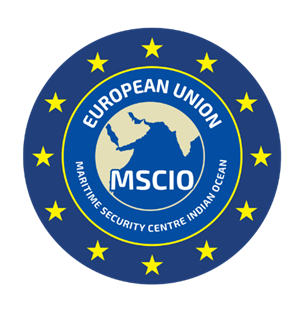 EUROPEAN UNION
MSCIO
MARITIME SECURITY CENTRE INDIAN OCEAN